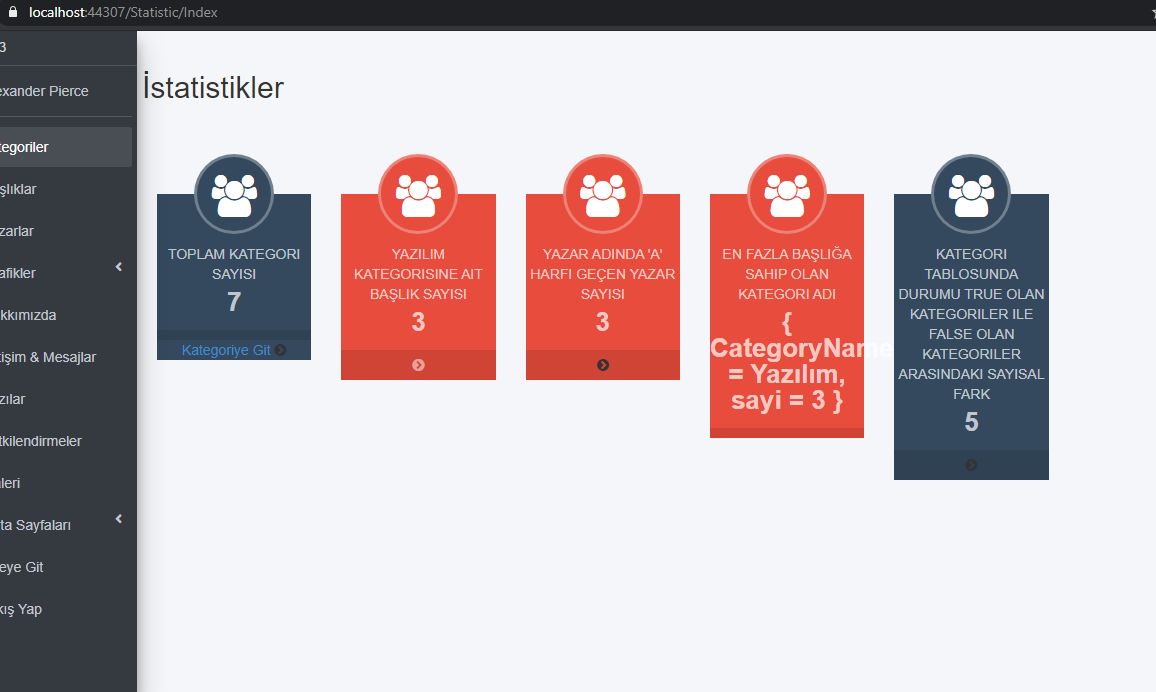 localhost:44307/Statistic/Index
3
exander Pierce
tegoriler
şlıklar
zarlar
afikler
kkımızda
tişim & Mesajlar
zılar
tkilendirmeler
leri
ta Sayfaları
eye Git
kış Yap
İstatistikler
TOPLAM KATEGORI
SAYISI
7
Kategoriye Git
YAZILIM
KATEGORISINE AIT
BAŞLIK SAYISI
3
YAZAR ADINDA 'A'
HARFI GEÇEN YAZAR
SAYISI
3
EN FAZLA BAŞLIĞA
SAHIP OLAN
KATEGORI ADI
{
CategoryName
= Yazılım,
sayi = 3 }
KATEGORI
TABLOSUNDA
DURUMU TRUE OLAN
KATEGORILER ILE
FALSE OLAN
KATEGORILER
ARASINDAKI SAYISAL
FARK
5